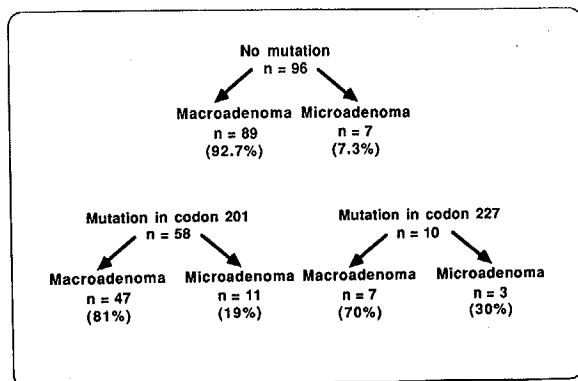 No mutation
n = 96
Macroadenoma Microadenoma
n = 89 n = 7
(92.7%) (7.3%)
Mutation in codon 201 Mutation in codon 227
n = 58 n = 10
Macroadenoma Microadenoma Macroadenoma Microadenoma
n = 47 n = 11 n = 7 n = 3
(81%) (19%) (70%) (30%)